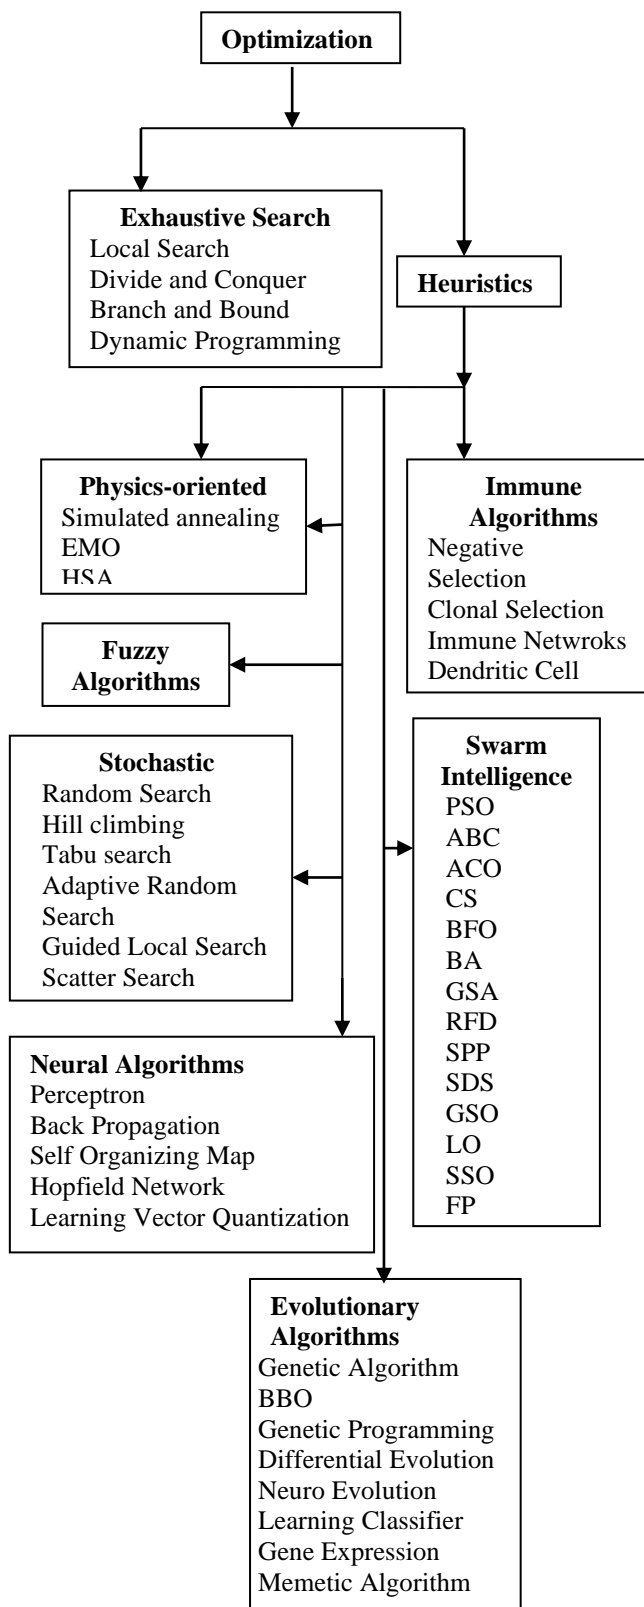 Optimization
Exhaustive Search
Local Search
Divide and Conquer
Branch and Bound
Dynamic Programming
Heuristics
Physics-oriented
Simulated annealing
EMO
HSA
Immune
Algorithms
Negative
Selection
Clonal Selection
Immune Netwroks
Dendritic Cell
Fuzzy
Algorithms
Stochastic
Random Search
Hill climbing
Tabu search
Adaptive Random
Search
Guided Local Search
Scatter Search
Swarm
Intelligence
PSO
ABC
ACO
CS
BFO
BA
GSA
RFD
SPP
SDS
GSO
LO
SSO
FP
Neural Algorithms
Perceptron
Back Propagation
Self Organizing Map
Hopfield Network
Learning Vector Quantization
Evolutionary
Algorithms
Genetic Algorithm
BBO
Genetic Programming
Differential Evolution
Neuro Evolution
Learning Classifier
Gene Expression
Memetic Algorithm